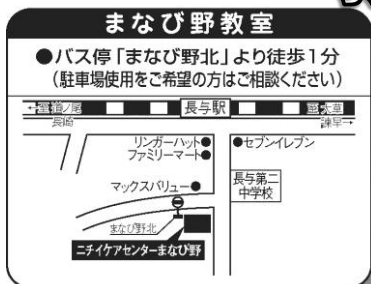 まなび野教室
●バス停「まなび野北」より徒歩1分
(駐車場使用をご希望の方はご相談ください)
長与駅
長崎
諫早→
リンガーハット●
ファミリーマート●
●セブンイレブン
マックスバリュー●
長与第二
中学校
まなび野北
ニチイケアセンターまなび野